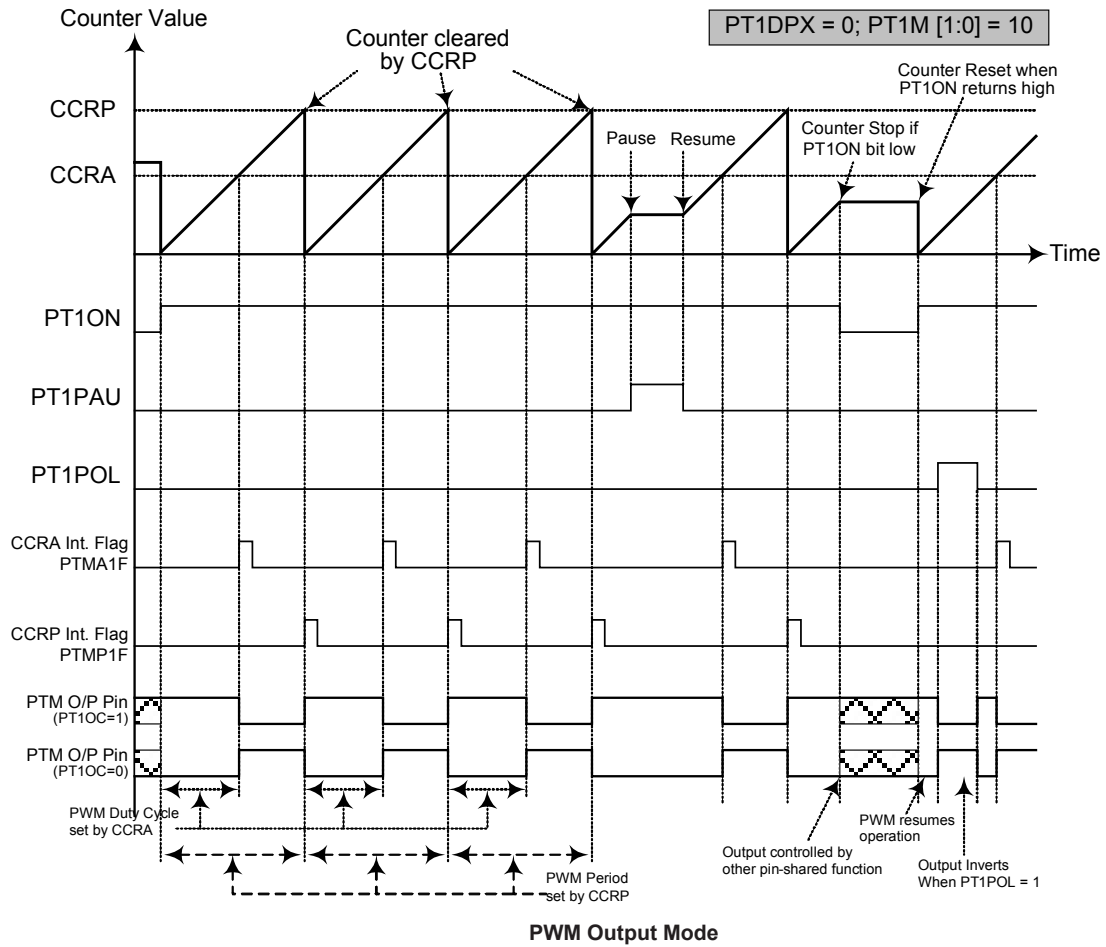 Counter Value
PT1DPX = 0; PT1M [1:0] = 10
Counter cleared
by CCRP
Counter Reset when
PT1ON returns high
CCRP
Counter Stop if
PT1ON bit low
Pause
Resume
CCRA
Time
PT1ON
PT1PAU
PT1POL
CCRA Int. Flag
PTMA1F
CCRP Int. Flag
PTMP1F
PTM O/P Pin
(PT1OC=1)
PTM O/P Pin
(PT1OC=0)
PWM Duty Cycle
set by CCRA
PWM resumes
operation
Output controlled by
other pin-shared function
Output Inverts
When PT1POL = 1
PWM Period
set by CCRP
PWM Output Mode